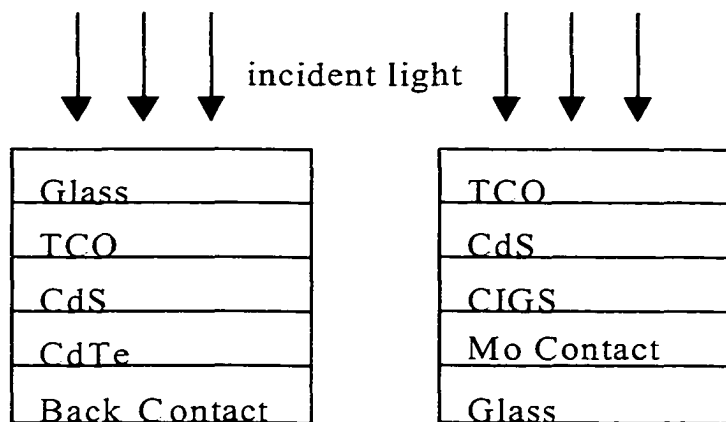 incident light
Glass
TCO
CdS
CdTe
Back Contact
TCO
CdS
CIGS
Mo Contact
Glass